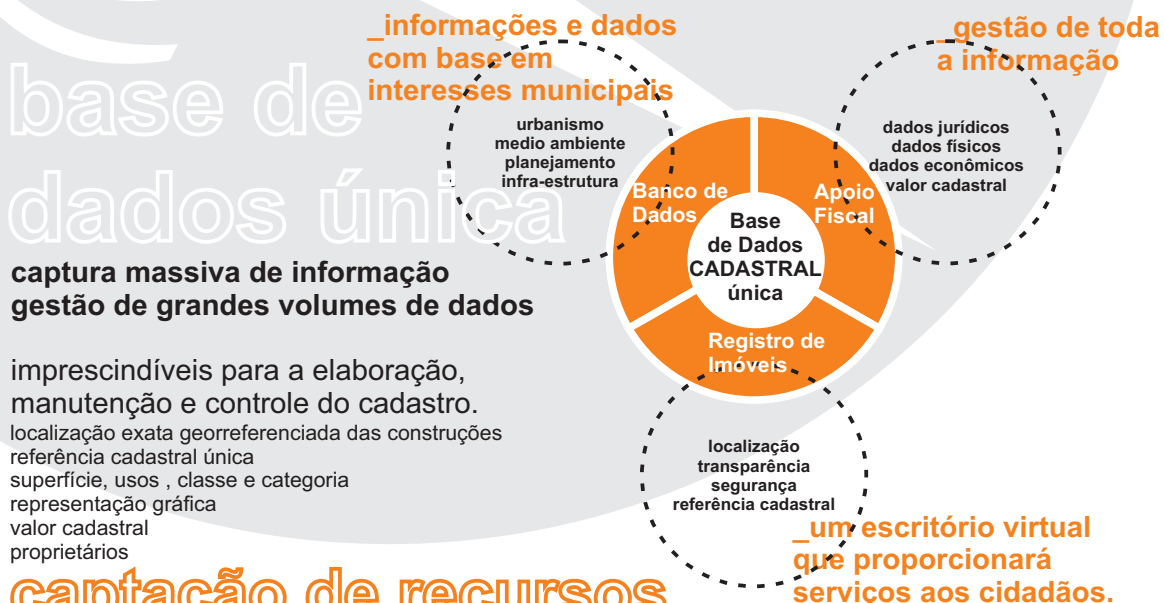 _informações e dados
com base em
interesses municipais
_gestão de toda
a informação
base de
dados única
urbanismo
medio ambiente
planejamento
infra-estrutura
dados jurídicos
dados físicos
dados econômicos
valor cadastral
Banco de
Dados
Apoio
Fiscal
Base
de Dados
CADASTRAL
única
captura massiva de informação
gestão de grandes volumes de dados
Registro de
Imóveis
imprescindíveis para a elaboração,
manutenção e controle do cadastro.
localização exata georreferenciada das construções
referência cadastral única
superfície, usos , classe e categoria
representação gráfica
valor cadastral
proprietários
localização
transparência
segurança
referência cadastral
_um escritório virtual
que proporcionará
serviços aos cidadãos.
captação de recursos